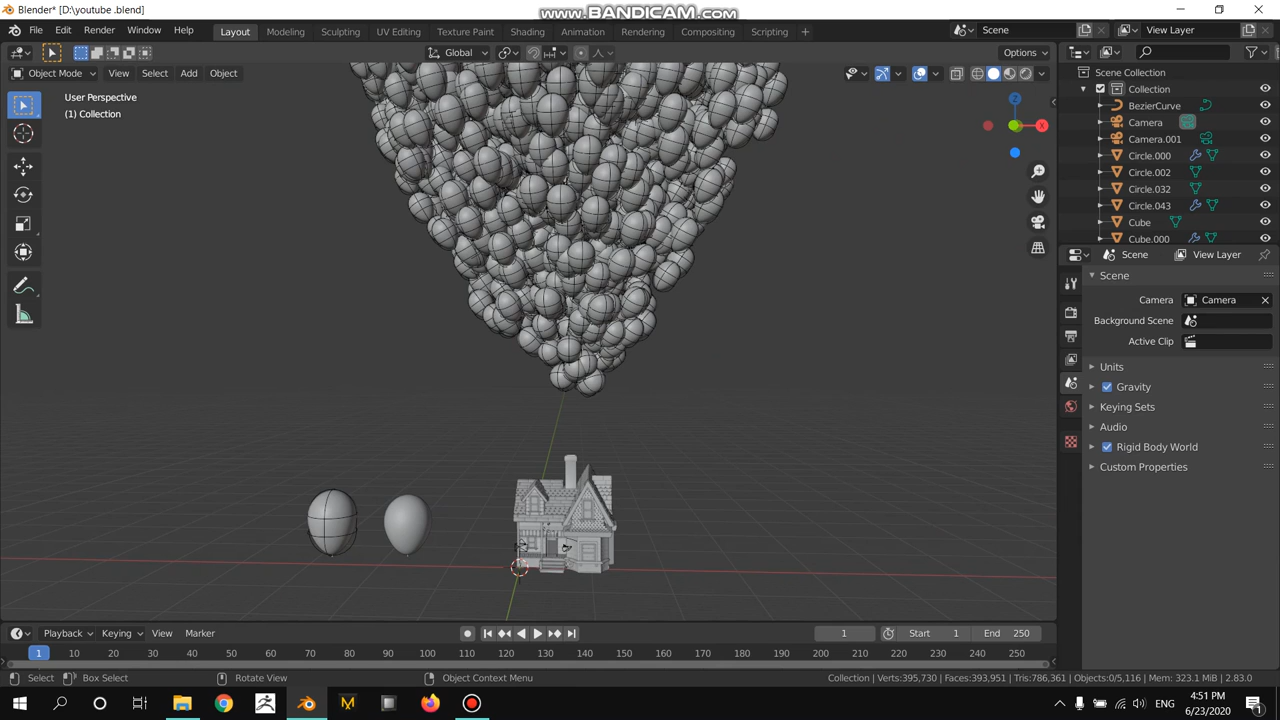 Blender* [D:\youtube .blend]
www.BANDICAM.com
File Edit Render Window Help
Layout Modeling Sculpting UV Editing Texture Paint Shading Animation Rendering Compositing Scripting +
Scene View Layer
Global Options
Object Mode View Select Add Object
User Perspective
(1) Collection
Z
X
Scene Collection
Collection
BezierCurve
Camera
Camera.001
Circle.000
Circle.002
Circle.032
Circle.043
Cube
Cube.000
Scene View Layer
Scene
Camera Camera
Background Scene
Active Clip
Units
Gravity
Keying Sets
Audio
Rigid Body World
Custom Properties
Playback Keying View Marker 1 Start 1 End 250
1 10 20 30 40 50 60 70 80 90 100 110 120 130 140 150 160 170 180 190 200 210 220 230 240 250
Select Box Select Rotate View Object Context Menu Collection | Verts:395,730 | Faces:393,951 | Tris:786,361 | Objects:0/5,116 | Mem: 323.1 MiB | 2.83.0
4:51 PM
6/23/2020
1